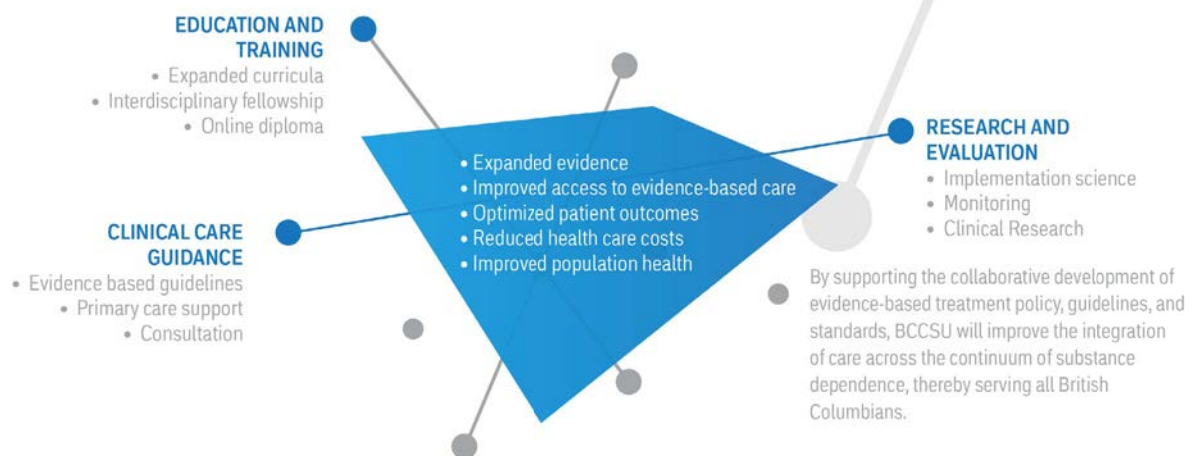 EDUCATION AND
TRAINING
• Expanded curricula
• Interdisciplinary fellowship
• Online diploma
CLINICAL CARE
GUIDANCE
• Evidence based guidelines
• Primary care support
• Consultation
• Expanded evidence
• Improved access to evidence-based care
• Optimized patient outcomes
• Reduced health care costs
• Improved population health
RESEARCH AND
EVALUATION
• Implementation science
• Monitoring
• Clinical Research
By supporting the collaborative development of
evidence-based treatment policy, guidelines, and
standards, BCCSU will improve the integration
of care across the continuum of substance
dependence, thereby serving all British
Columbians.